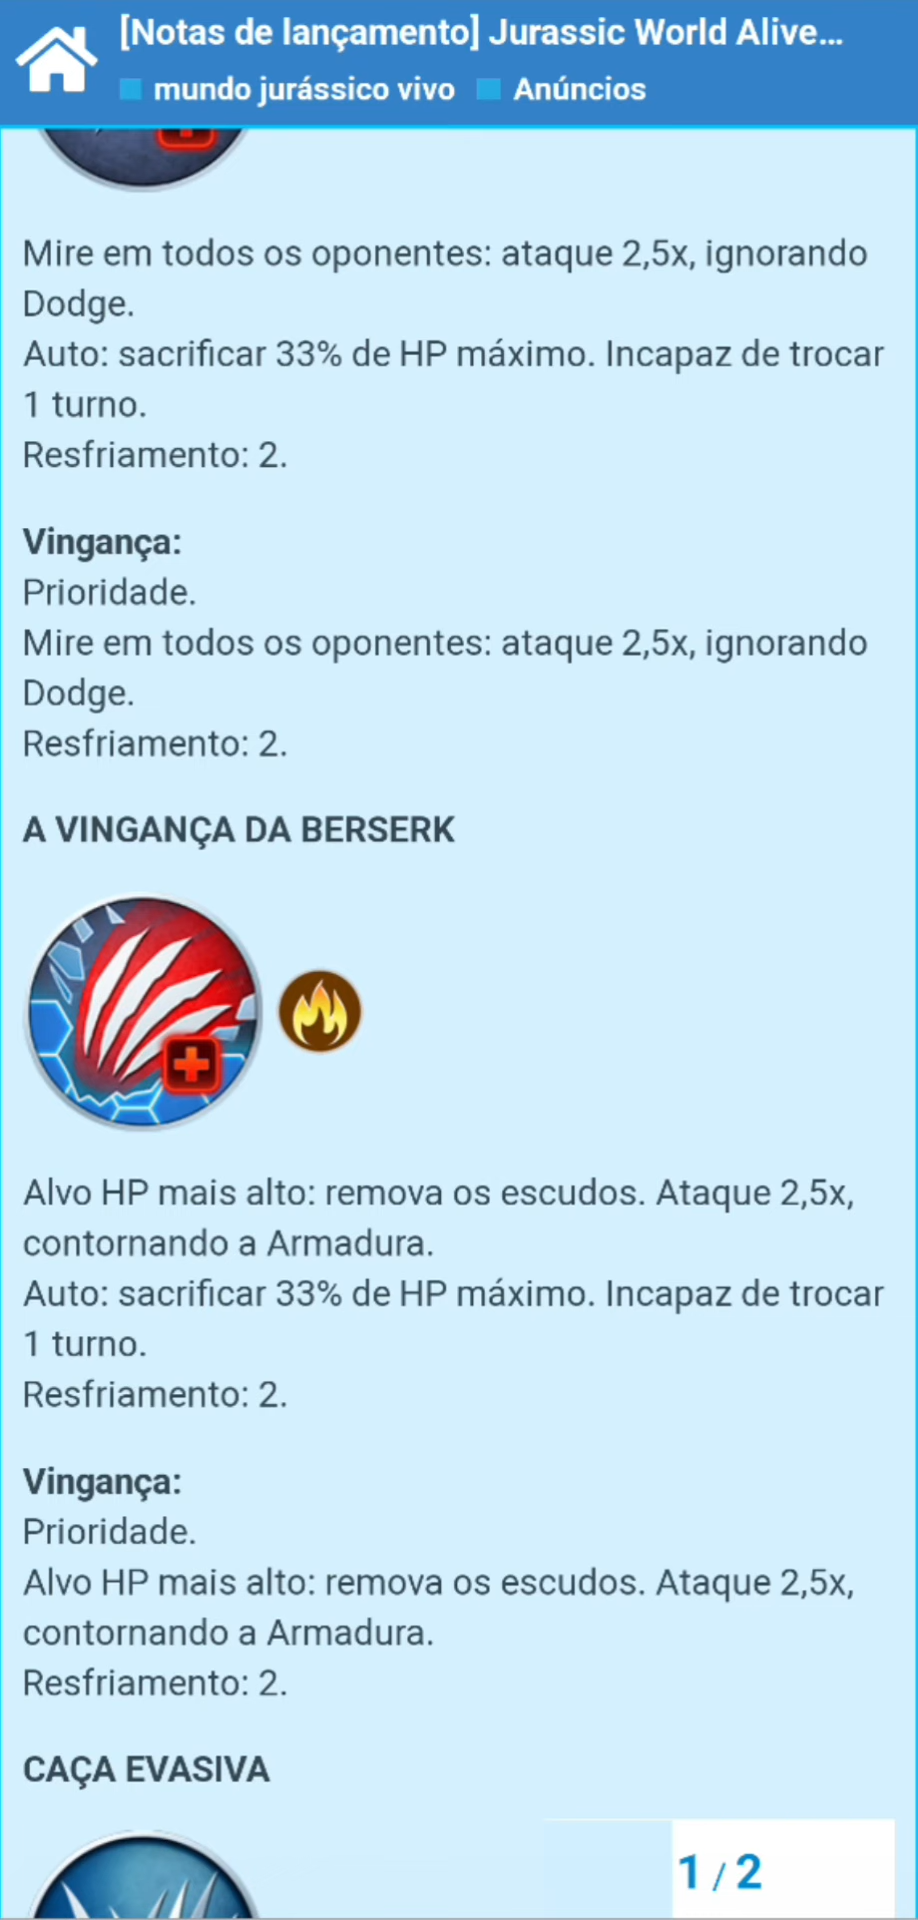 [Notas de lançamento] Jurassic World Alive...
mundo jurássico vivo Anúncios
Mire em todos os oponentes: ataque 2,5x, ignorando
Dodge.
Auto: sacrificar 33% de HP máximo. Incapaz de trocar
1 turno.
Resfriamento: 2.
Vingança:
Prioridade.
Mire em todos os oponentes: ataque 2,5x, ignorando
Dodge.
Resfriamento: 2.
A VINGANÇA DA BERSERK
Alvo HP mais alto: remova os escudos. Ataque 2,5x,
contornando a Armadura.
Auto: sacrificar 33% de HP máximo. Incapaz de trocar
1 turno.
Resfriamento: 2.
Vingança:
Prioridade.
Alvo HP mais alto: remova os escudos. Ataque 2,5x,
contornando a Armadura.
Resfriamento: 2.
CAÇA EVASIVA
1 / 2